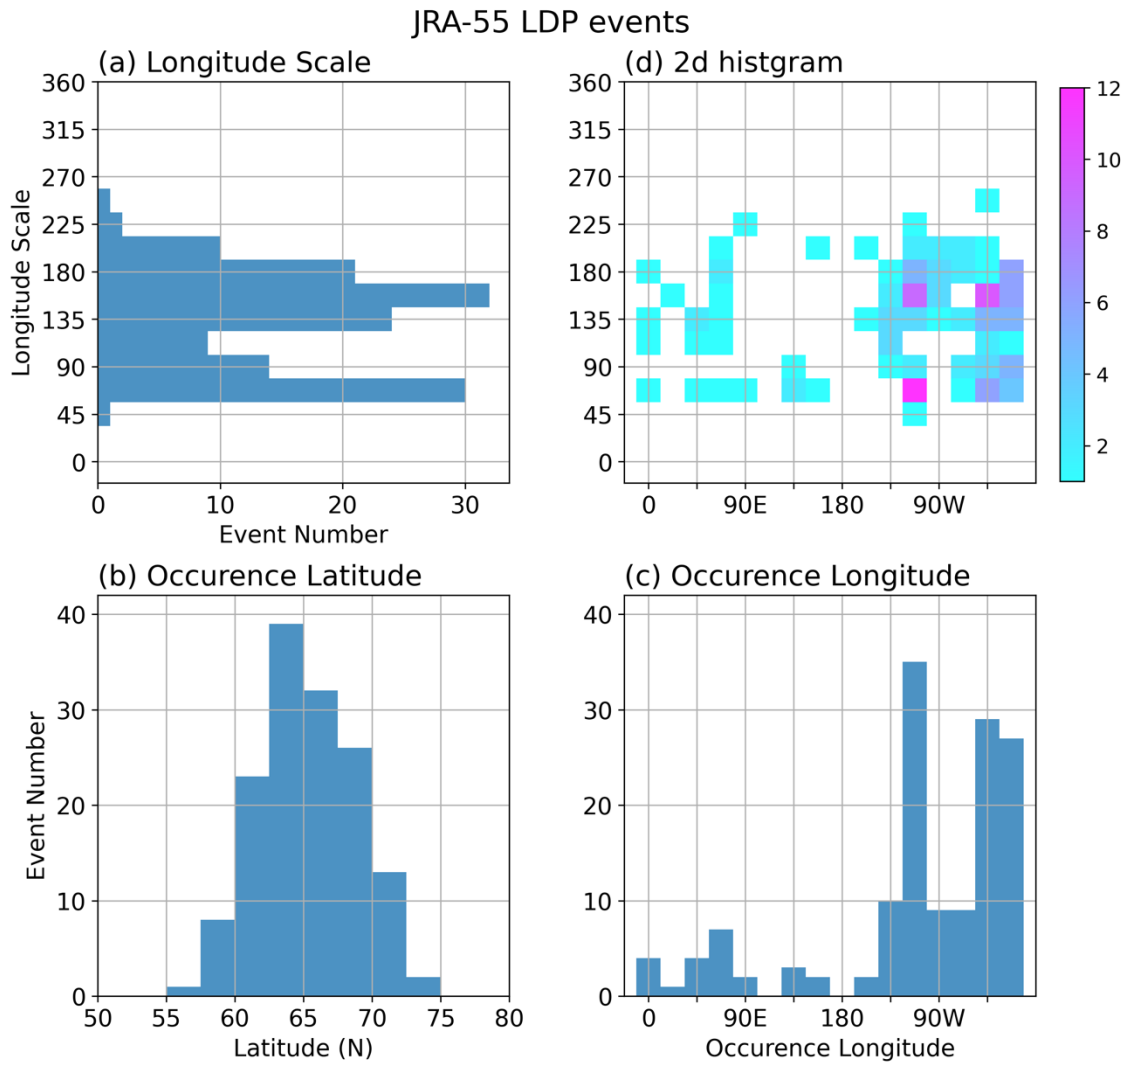 JRA-55 LDP events
(a) Longitude Scale
360
315
270
225
180
135
90
45
0
Longitude Scale
0 10 20 30
Event Number
(d) 2d histgram
360
315
270
225
180
135
90
45
0
0 90E 180 90W
12
10
8
6
4
2
(b) Occurence Latitude
40
30
20
10
0
Event Number
50 55 60 65 70 75 80
Latitude (N)
(c) Occurence Longitude
40
30
20
10
0
0 90E 180 90W
Occurence Longitude